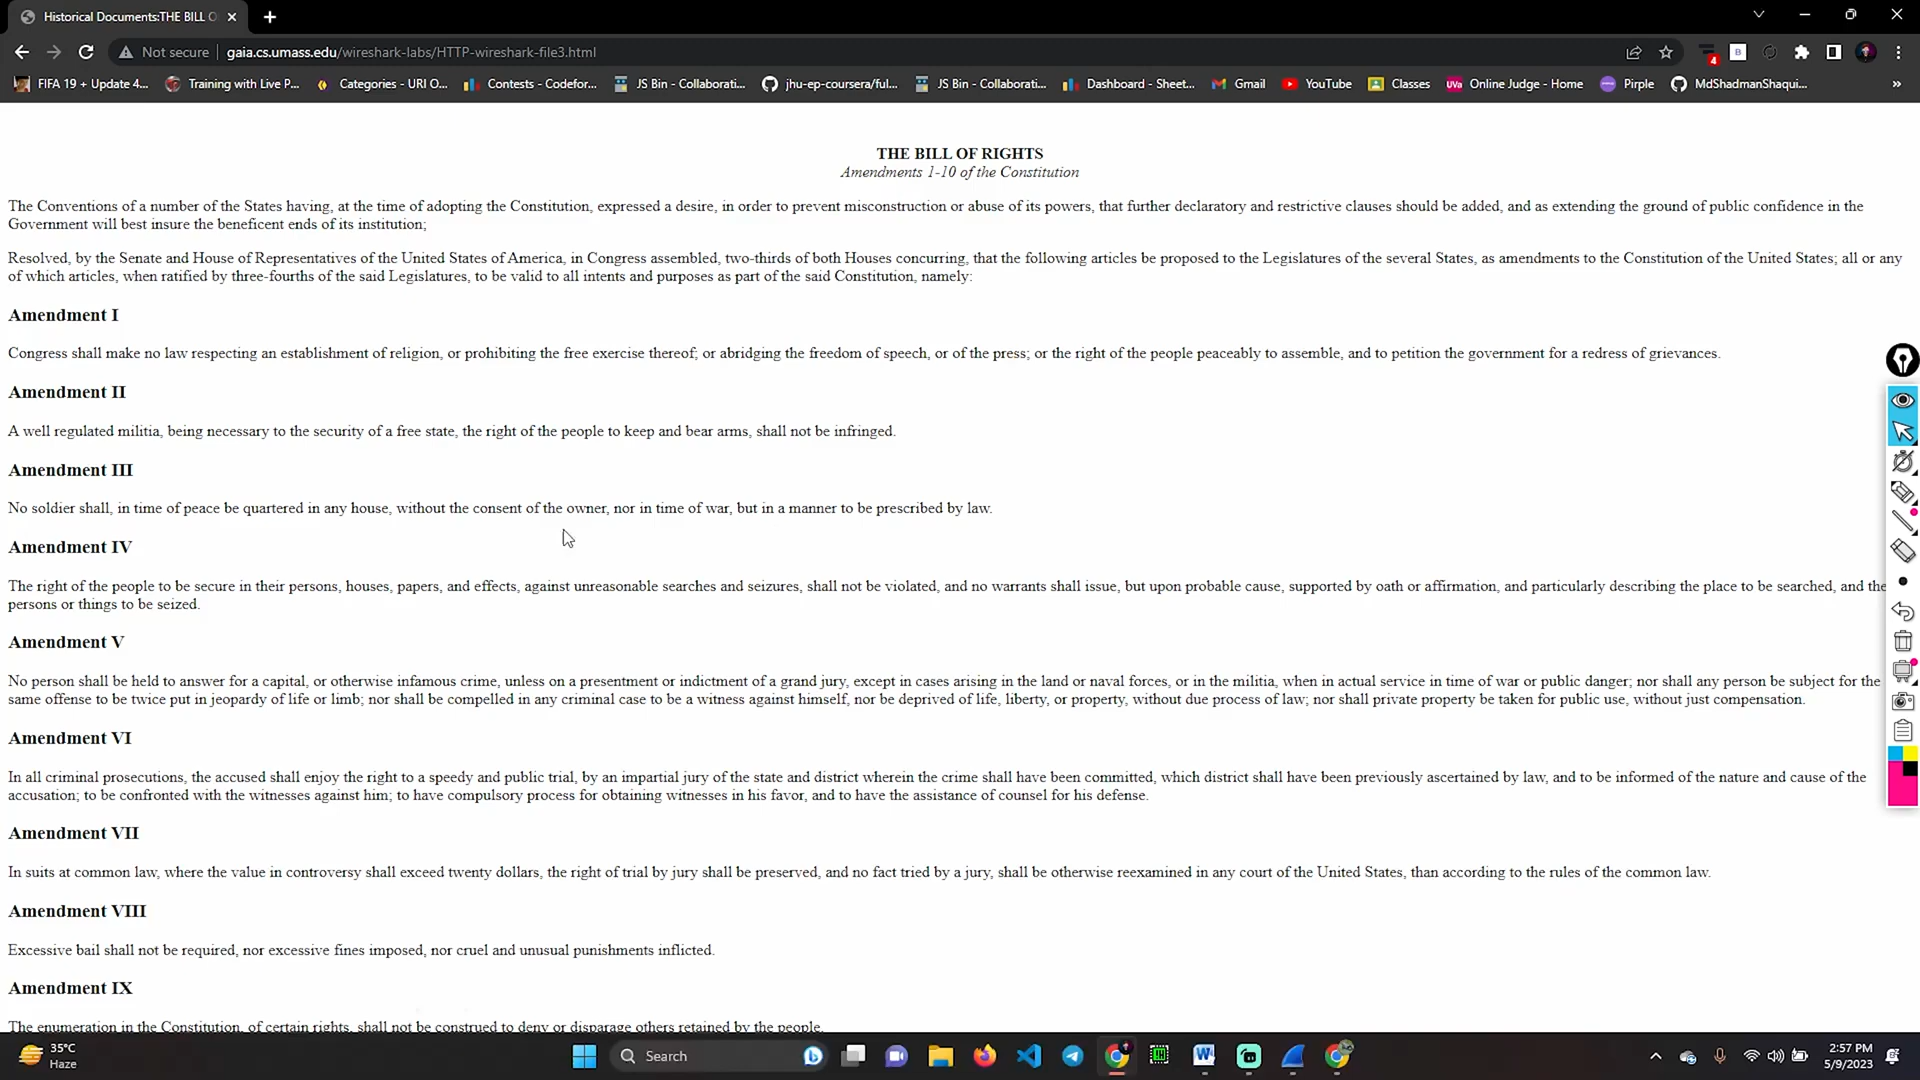 Historical Documents:THE BILL O
Not secure
gaia.cs.umass.edu/wireshark-labs/HTTP-wireshark-file3.html
4
B
FIFA 19 + Update 4...
Training with Live P...
Categories - URI O...
Contests - Codefor...
JS Bin - Collaborati...
jhu-ep-coursera/ful...
JS Bin - Collaborati...
Dashboard - Sheet...
Gmail
YouTube
Classes
UVa
Online Judge - Home
Pirple
MdShadmanShaqui...
»
THE BILL OF RIGHTS
Amendments 1-10 of the Constitution
The Conventions of a number of the States having, at the time of adopting the Constitution, expressed a desire, in order to prevent misconstruction or abuse of its powers, that further declaratory and restrictive clauses should be added, and as extending the ground of public confidence in the
Government will best insure the beneficent ends of its institution;
Resolved, by the Senate and House of Representatives of the United States of America, in Congress assembled, two-thirds of both Houses concurring, that the following articles be proposed to the Legislatures of the several States, as amendments to the Constitution of the United States; all or any
of which articles, when ratified by three-fourths of the said Legislatures, to be valid to all intents and purposes as part of the said Constitution, namely:
Amendment I
Congress shall make no law respecting an establishment of religion, or prohibiting the free exercise thereof; or abridging the freedom of speech, or of the press; or the right of the people peaceably to assemble, and to petition the government for a redress of grievances.
Amendment II
A well regulated militia, being necessary to the security of a free state, the right of the people to keep and bear arms, shall not be infringed.
Amendment III
No soldier shall, in time of peace be quartered in any house, without the consent of the owner, nor in time of war, but in a manner to be prescribed by law.
Amendment IV
The right of the people to be secure in their persons, houses, papers, and effects, against unreasonable searches and seizures, shall not be violated, and no warrants shall issue, but upon probable cause, supported by oath or affirmation, and particularly describing the place to be searched, and the
persons or things to be seized.
Amendment V
No person shall be held to answer for a capital, or otherwise infamous crime, unless on a presentment or indictment of a grand jury, except in cases arising in the land or naval forces, or in the militia, when in actual service in time of war or public danger; nor shall any person be subject for the
same offense to be twice put in jeopardy of life or limb; nor shall be compelled in any criminal case to be a witness against himself, nor be deprived of life, liberty, or property, without due process of law; nor shall private property be taken for public use, without just compensation.
Amendment VI
In all criminal prosecutions, the accused shall enjoy the right to a speedy and public trial, by an impartial jury of the state and district wherein the crime shall have been committed, which district shall have been previously ascertained by law, and to be informed of the nature and cause of the
accusation; to be confronted with the witnesses against him; to have compulsory process for obtaining witnesses in his favor, and to have the assistance of counsel for his defense.
Amendment VII
In suits at common law, where the value in controversy shall exceed twenty dollars, the right of trial by jury shall be preserved, and no fact tried by a jury, shall be otherwise reexamined in any court of the United States, than according to the rules of the common law.
Amendment VIII
Excessive bail shall not be required, nor excessive fines imposed, nor cruel and unusual punishments inflicted.
Amendment IX
The enumeration in the Constitution, of certain rights, shall not be construed to deny or disparage others retained by the people.
35°C
Haze
Search
2:57 PM
5/9/2023